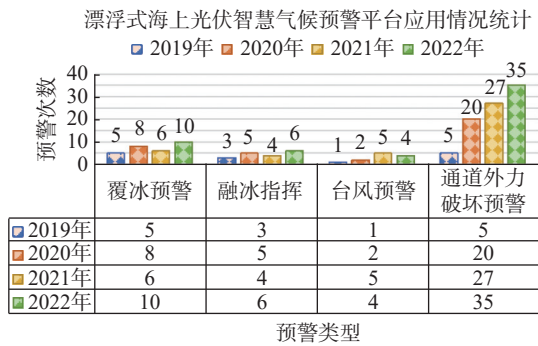 漂浮式海上光伏智慧气候预警平台应用情况统计
2019年 2020年 2021年 2022年
预警次数
40
30
20
10
0
5 8 6 10 3 5 4 6 1 2 5 4 5 20 27 35
覆冰预警 融冰指挥 台风预警 通道外力破坏预警
2019年 5 3 1 5
2020年 8 5 2 20
2021年 6 4 5 27
2022年 10 6 4 35
预警类型